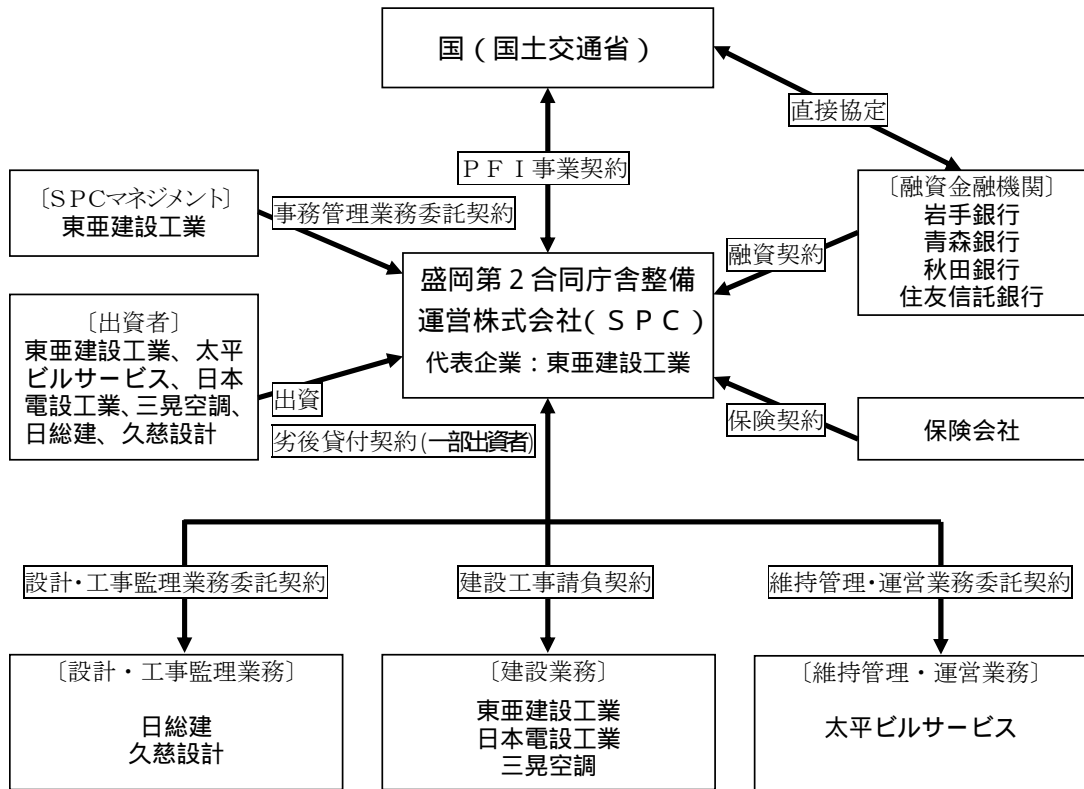 国（国土交通省）
直接協定
ＰＦＩ事業契約
〔ＳＰＣマネジメント〕
東亜建設工業
事務管理業務委託契約
〔融資金融機関〕
岩手銀行
青森銀行
秋田銀行
住友信託銀行
融資契約
盛岡第２合同庁舎整備
運営株式会社（ＳＰＣ）
代表企業：東亜建設工業
〔出資者〕
東亜建設工業、太平
ビルサービス、日本
電設工業、三晃空調、
日総建、久慈設計
出資
劣後貸付契約(一部出資者)
保険契約
保険会社
設計・工事監理業務委託契約
建設工事請負契約
維持管理・運営業務委託契約
〔設計・工事監理業務〕
日総建
久慈設計
〔建設業務〕
東亜建設工業
日本電設工業
三晃空調
〔維持管理・運営業務〕
太平ビルサービス